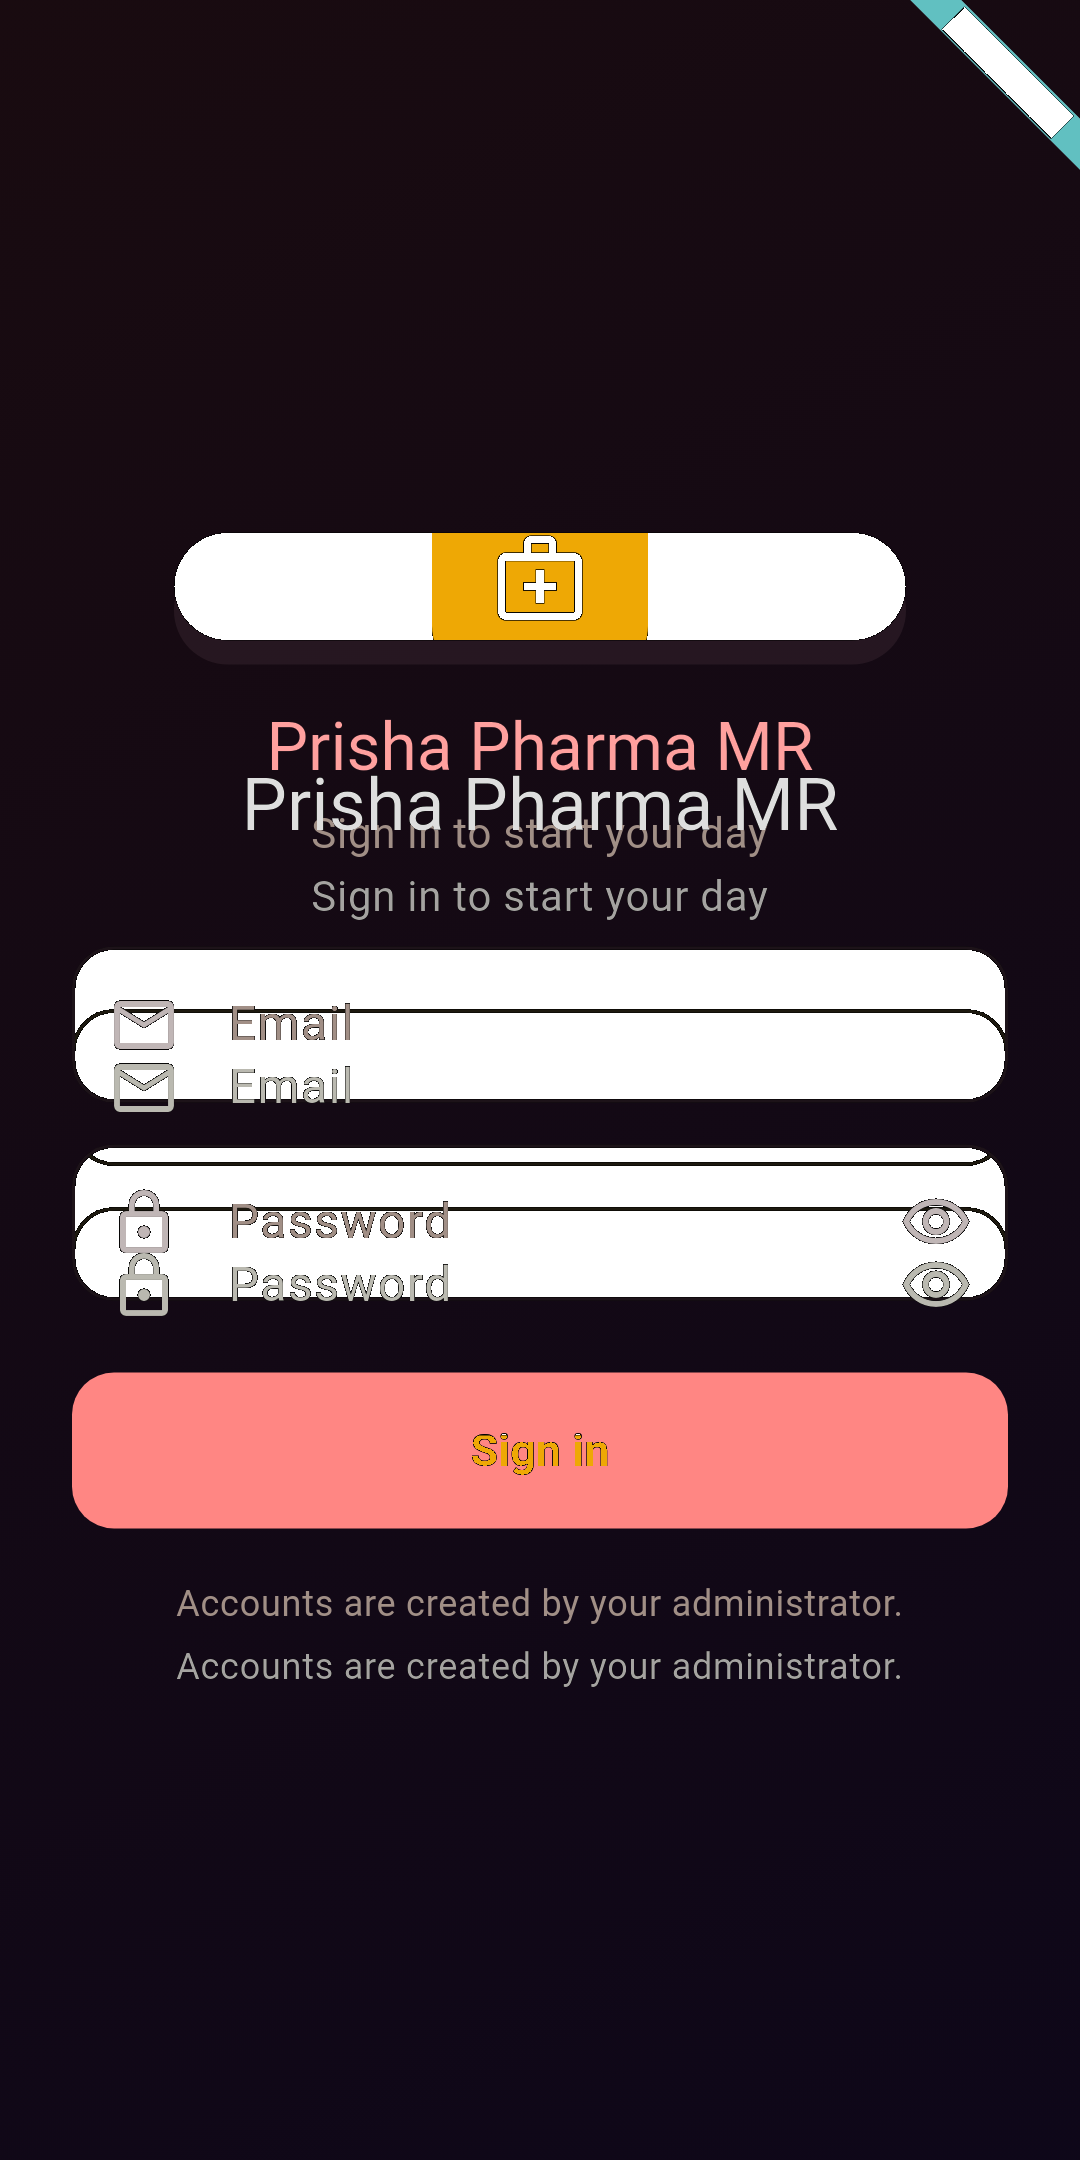 Prisha Pharma MR
Prisha Pharma MR
Sign in to start your day
Sign in to start your day
Email
Email
Password
Password
Sign in
Accounts are created by your administrator.
Accounts are created by your administrator.